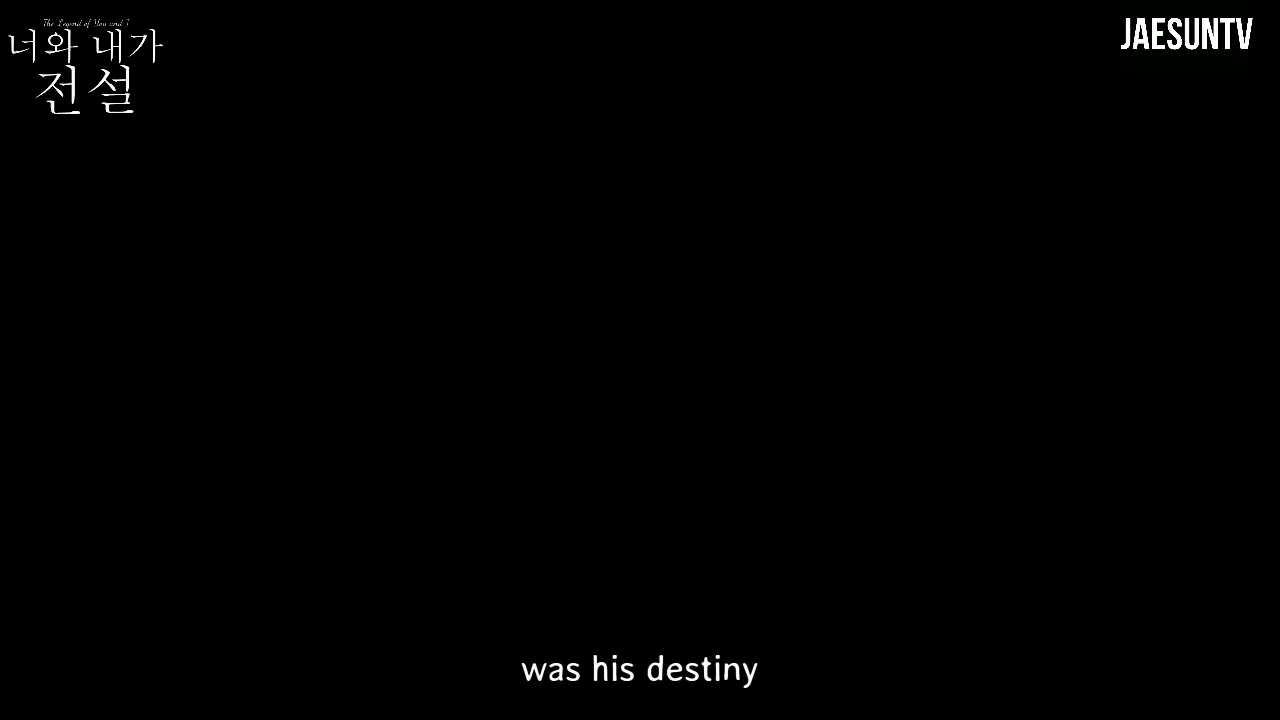 The Legend of You and I
너와 내가
전설
JAESUNTV
was his destiny